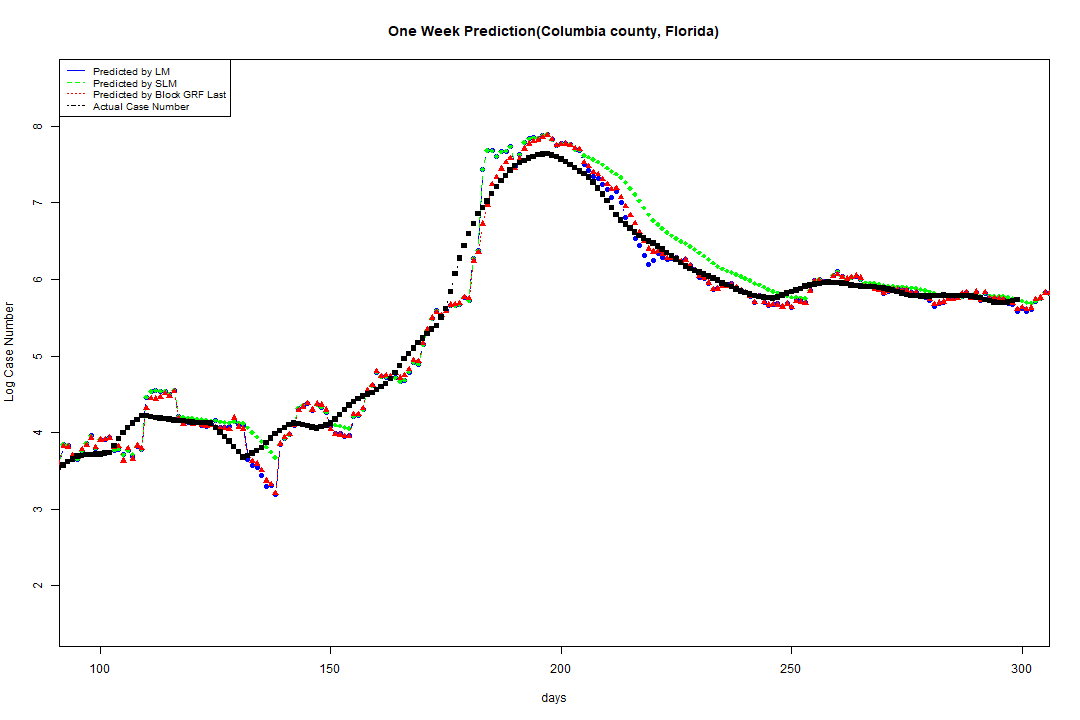 One Week Prediction(Columbia county, Florida)
Predicted by LM
Predicted by SLM
Predicted by Block GRF Last
Actual Case Number
Log Case Number
8
7
6
5
4
3
2
100
150
200
250
300
days